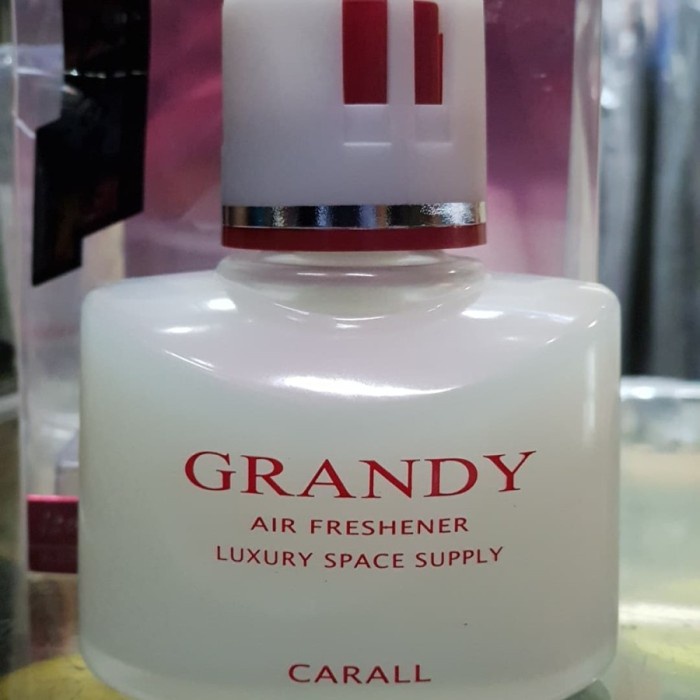 GRANDY
AIR FRESHENER
LUXURY SPACE SUPPLY
CARALL